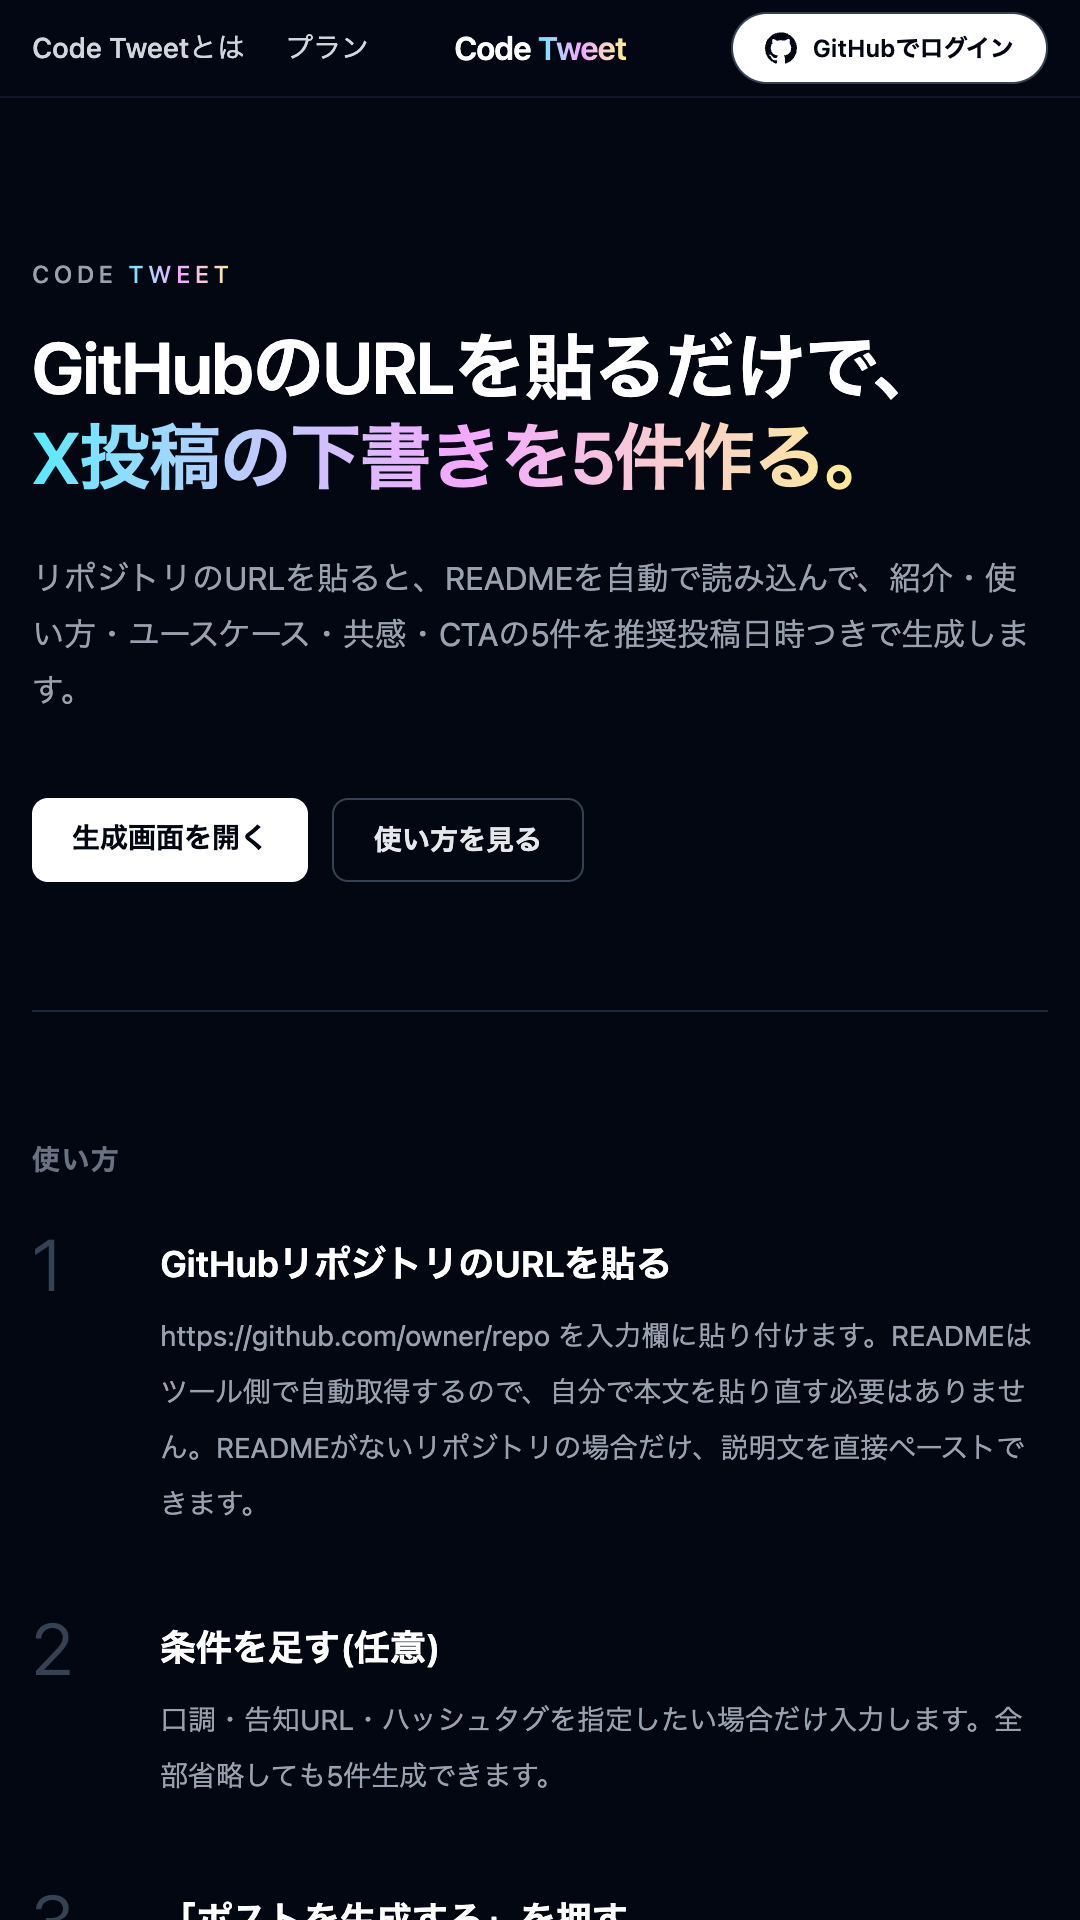 Code Tweetとは プラン Code Tweet GitHubでログイン
CODE TWEET
GitHubのURLを貼るだけで、
X投稿の下書きを5件作る。
リポジトリのURLを貼ると、READMEを自動で読み込んで、紹介・使
い方・ユースケース・共感・CTAの5件を推奨投稿日時つきで生成しま
す。
生成画面を開く 使い方を見る
使い方
1 GitHubリポジトリのURLを貼る
https://github.com/owner/repo を入力欄に貼り付けます。READMEは
ツール側で自動取得するので、自分で本文を貼り直す必要はありませ
ん。READMEがないリポジトリの場合だけ、説明文を直接ペーストで
きます。
2 条件を足す(任意)
口調・告知URL・ハッシュタグを指定したい場合だけ入力します。全
部省略しても5件生成できます。
3 「ポストを生成する」を押す